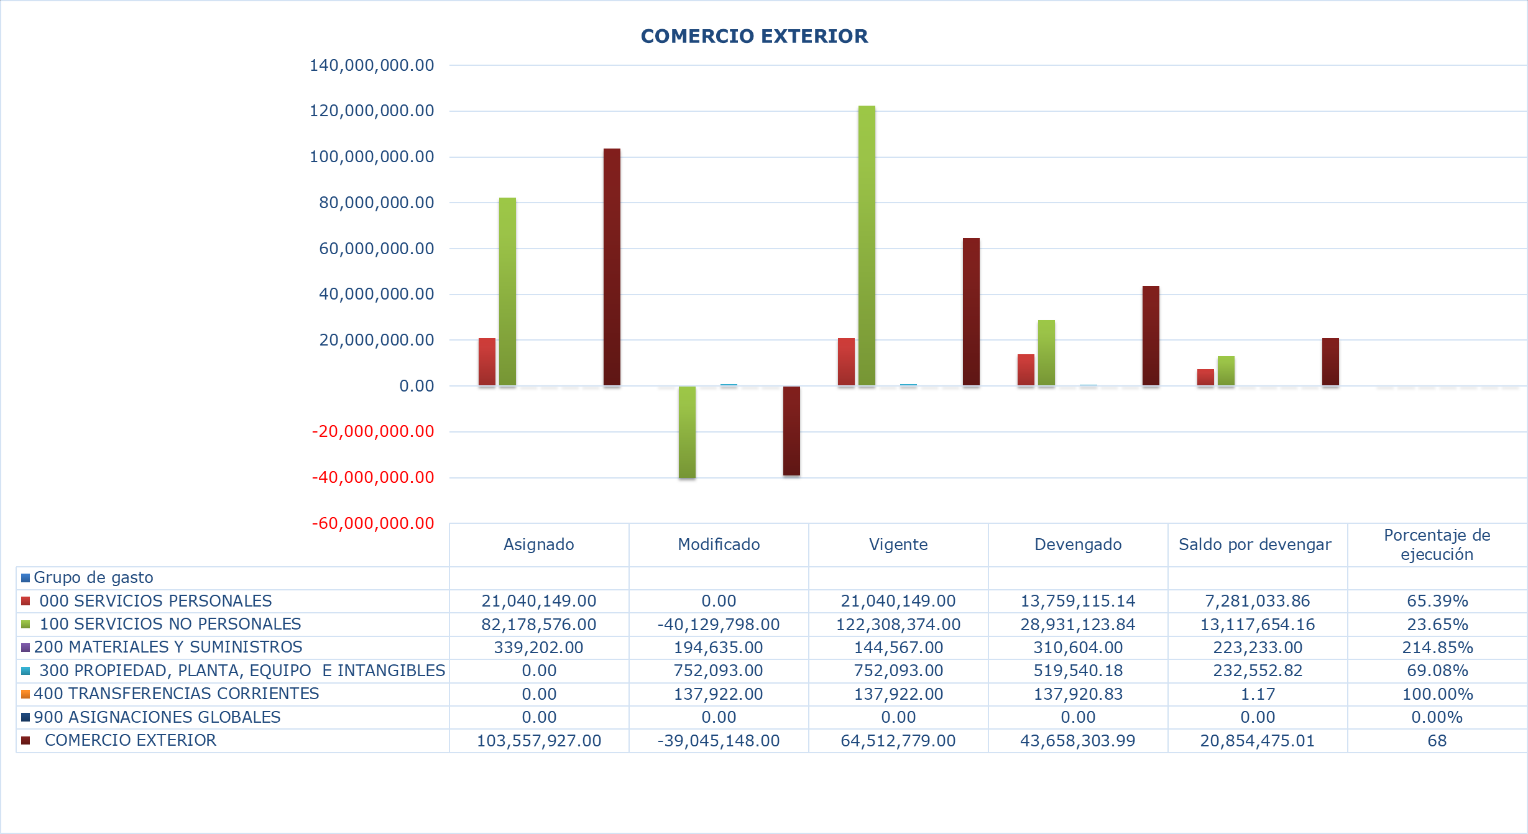 COMERCIO EXTERIOR
140,000,000.00
120,000,000.00
100,000,000.00
80,000,000.00
60,000,000.00
40,000,000.00
20,000,000.00
0.00
-20,000,000.00
-40,000,000.00
-60,000,000.00
Asignado Modificado Vigente Devengado Saldo por devengar Porcentaje de
ejecución
Grupo de gasto
000 SERVICIOS PERSONALES 21,040,149.00 0.00 21,040,149.00 13,759,115.14 7,281,033.86 65.39%
100 SERVICIOS NO PERSONALES 82,178,576.00 -40,129,798.00 122,308,374.00 28,931,123.84 13,117,654.16 23.65%
200 MATERIALES Y SUMINISTROS 339,202.00 194,635.00 144,567.00 310,604.00 223,233.00 214.85%
300 PROPIEDAD, PLANTA, EQUIPO E INTANGIBLES 0.00 752,093.00 752,093.00 519,540.18 232,552.82 69.08%
400 TRANSFERENCIAS CORRIENTES 0.00 137,922.00 137,922.00 137,920.83 1.17 100.00%
900 ASIGNACIONES GLOBALES 0.00 0.00 0.00 0.00 0.00 0.00%
COMERCIO EXTERIOR 103,557,927.00 -39,045,148.00 64,512,779.00 43,658,303.99 20,854,475.01 68